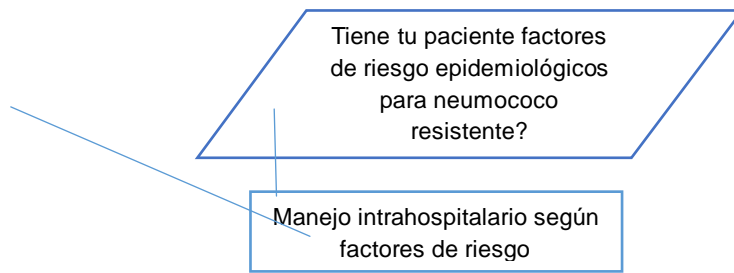 Tiene tu paciente factores
de riesgo epidemiológicos
para neumococo
resistente?
Manejo intrahospitalario según
factores de riesgo